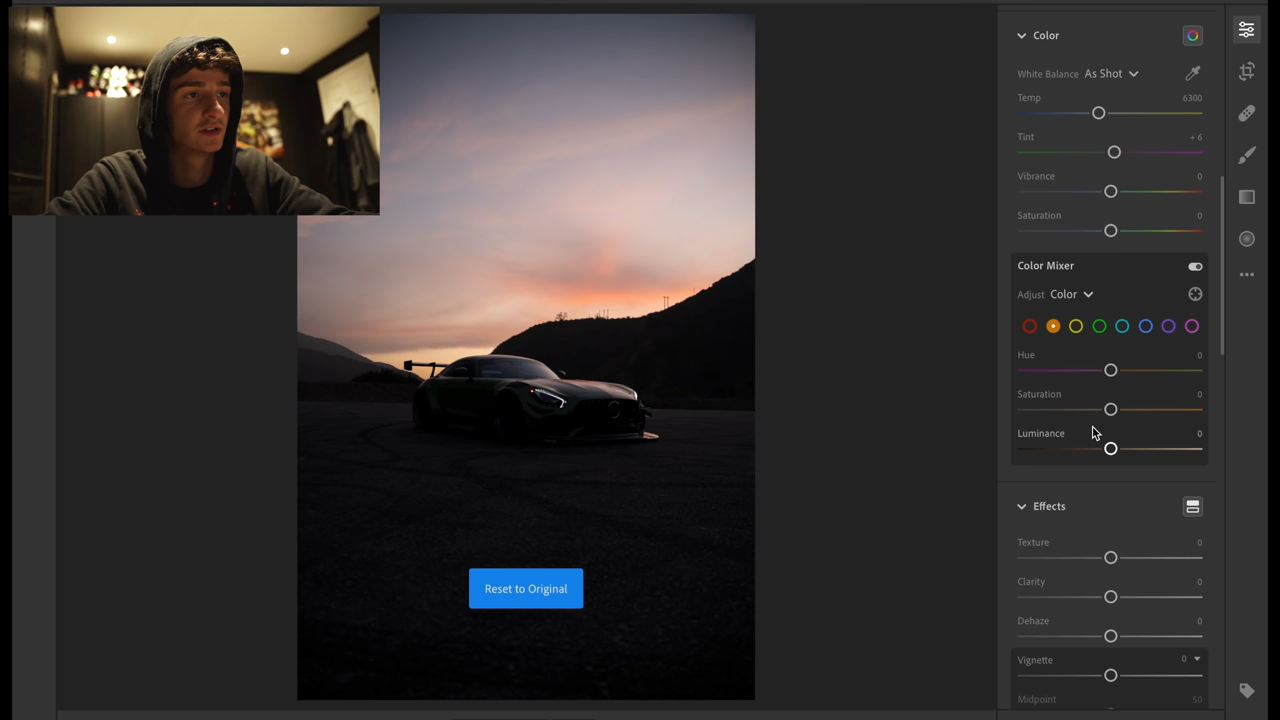 Color
White Balance As Shot
Temp 6300
Tint + 6
Vibrance 0
Saturation 0
Color Mixer
Adjust Color
Hue 0
Saturation 0
Luminance 0
Effects
Texture 0
Clarity 0
Dehaze 0
Vignette 0
Midpoint 50
Reset to Original